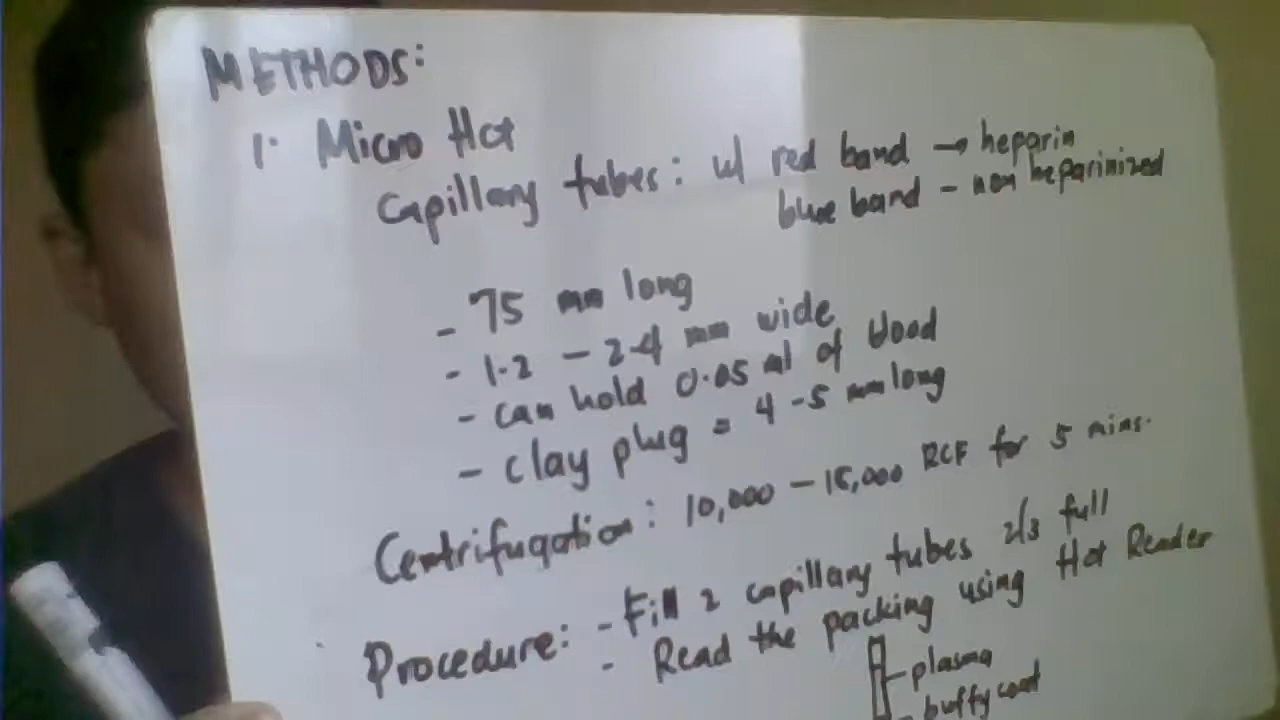 METHODS:
1. Micro Hct
Capillary tubes: w/ red band → heparin
blue band - non heparinized
- 75 mm long
- 1.2 - 2.4 mm wide
- can hold 0.05 ml of blood
- clay plug = 4-5 mm long
Centrifugation: 10,000 - 15,000 RCF for 5 mins.
Procedure: - Fill 2 capillary tubes 2/3 full
- Read the packing using Hct Reader
plasma
buffy coat